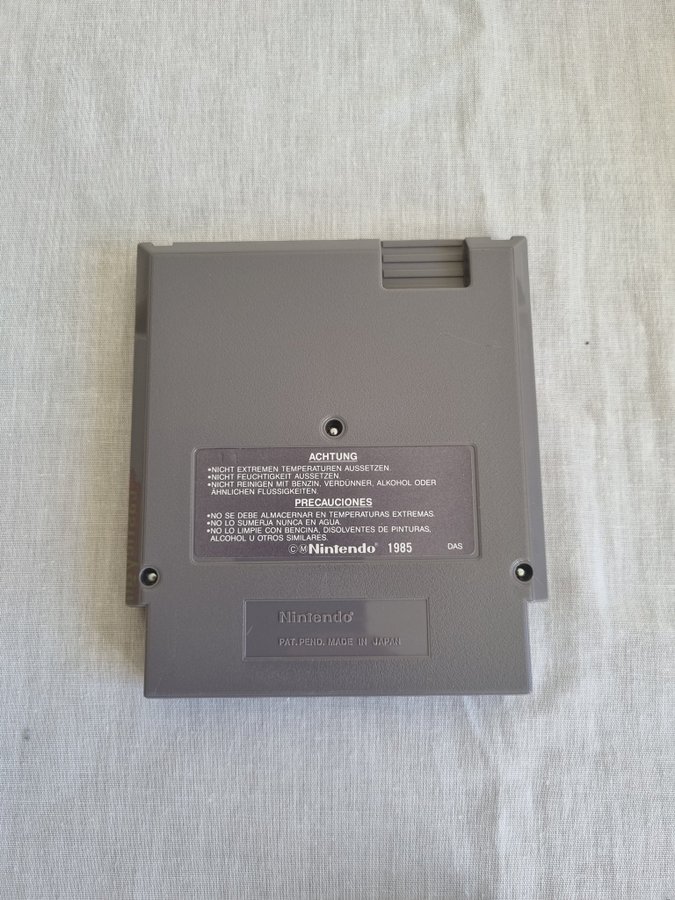 ACHTUNG
•NICHT EXTREMEN TEMPERATUREN AUSSETZEN.
•NICHT FEUCHTIGKEIT AUSSETZEN.
•NICHT REINIGEN MIT BENZIN, VERDÜNNER, ALKOHOL ODER
ÄHNLICHEN FLÜSSIGKEITEN.
PRECAUCIONES
•NO SE DEBE ALMACERNAR EN TEMPERATURAS EXTREMAS.
•NO LO SUMERJA NUNCA EN AGUA.
•NO LO LIMPIE CON BENCINA, DISOLVENTES DE PINTURAS,
ALCOHOL U OTROS SIMILARES.
©M Nintendo® 1985 DAS
Nintendo®
PAT. PEND. MADE IN JAPAN